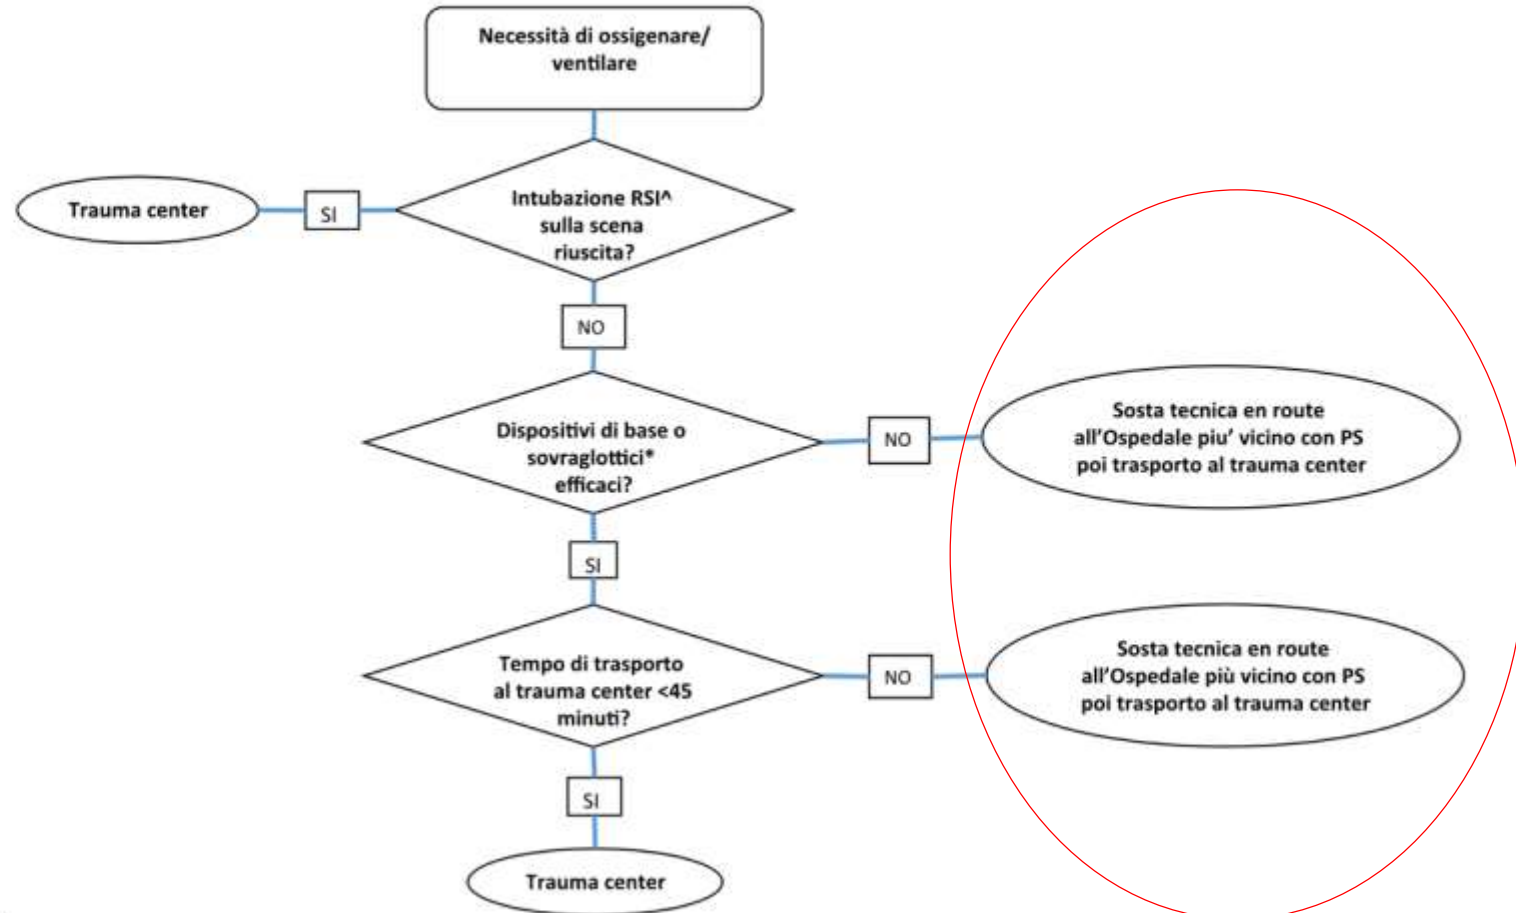 Necessità di ossigenare/
ventilare
Trauma center
SI
Intubazione RSI^
sulla scena
riuscita?
NO
Dispositivi di base o
sovraglottici*
efficaci?
NO
Sosta tecnica en route
all'Ospedale piu' vicino con PS
poi trasporto al trauma center
SI
Tempo di trasporto
al trauma center <45
minuti?
NO
Sosta tecnica en route
all'Ospedale più vicino con PS
poi trasporto al trauma center
SI
Trauma center